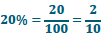 20% = 20/100 = 2/10